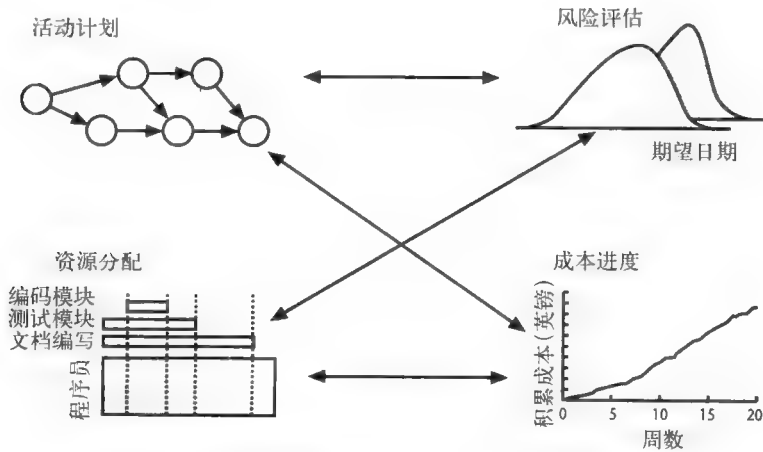 活动计划
风险评估
期望日期
资源分配
编码模块
测试模块
文档编写
程序员
成本进度
积累成本(英镑)
0 5 10 15 20
周数